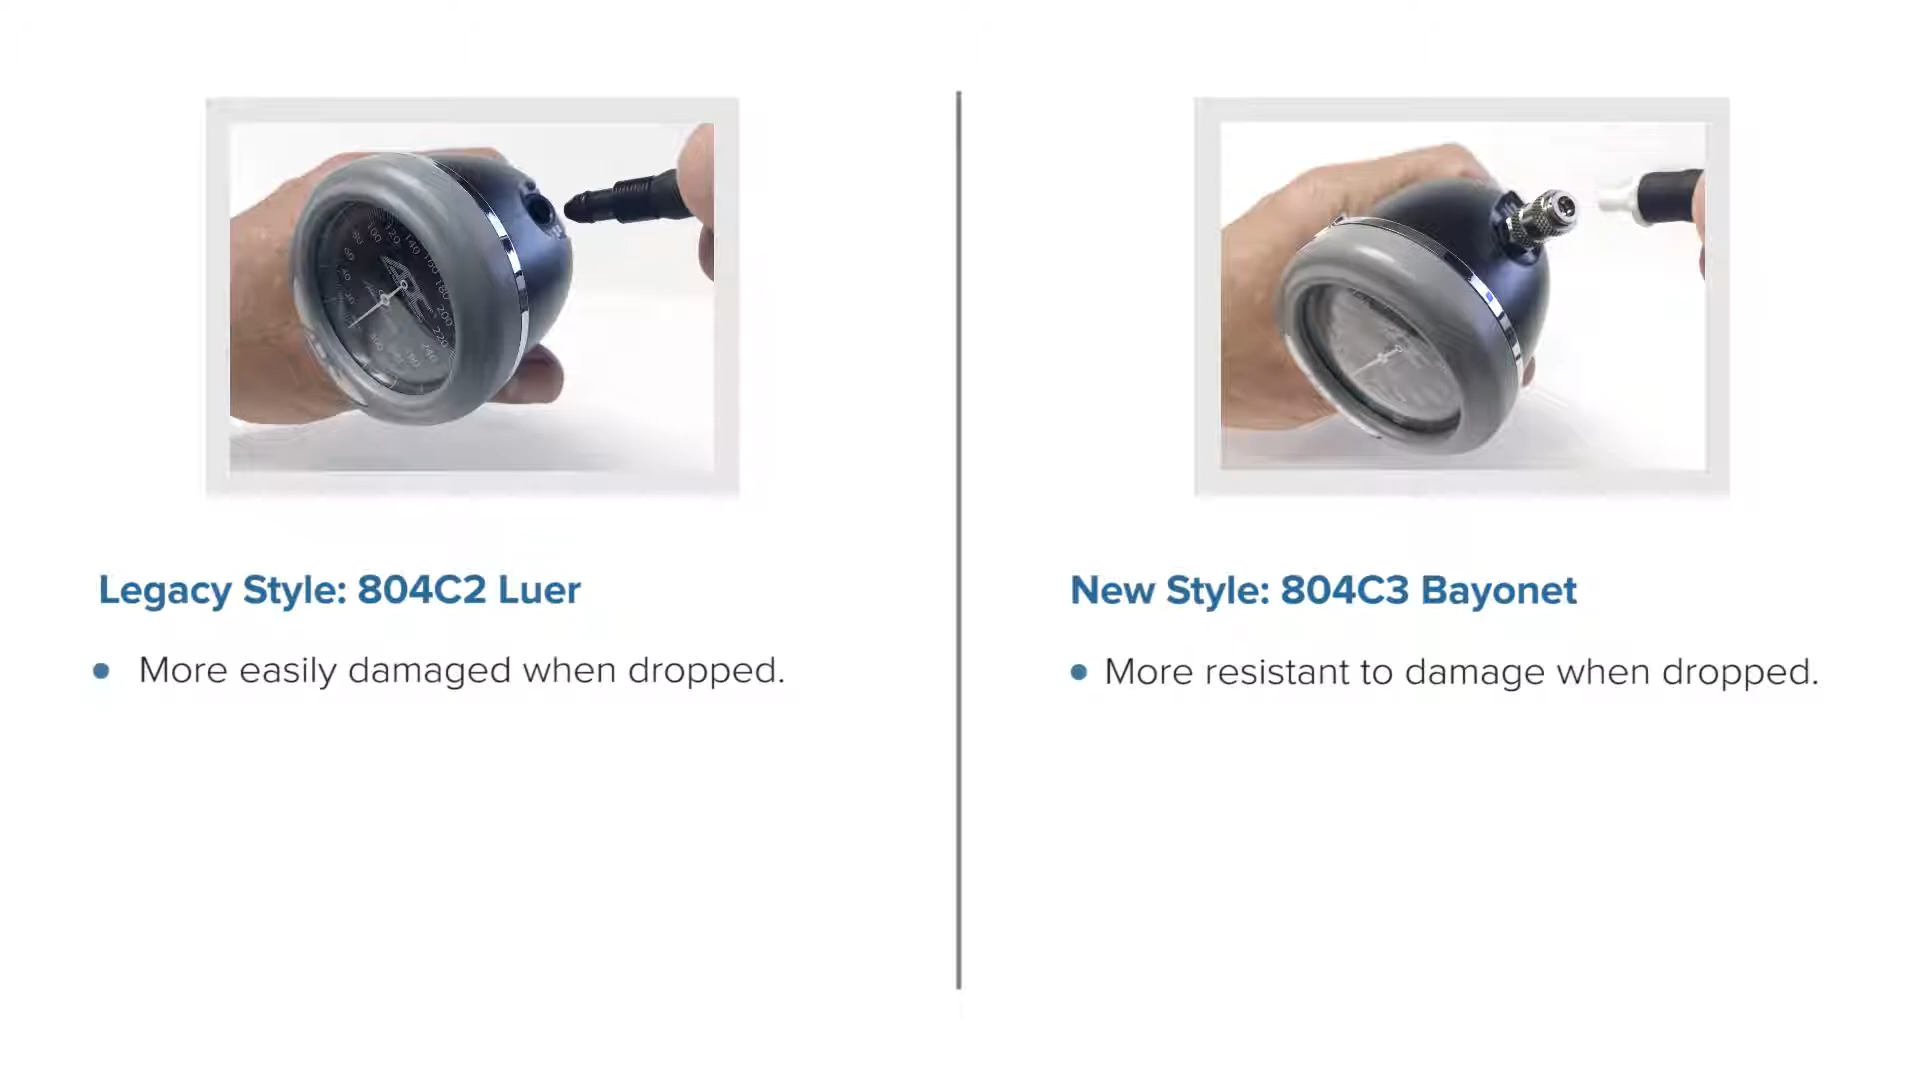 Legacy Style: 804C2 Luer
More easily damaged when dropped.
New Style: 804C3 Bayonet
More resistant to damage when dropped.